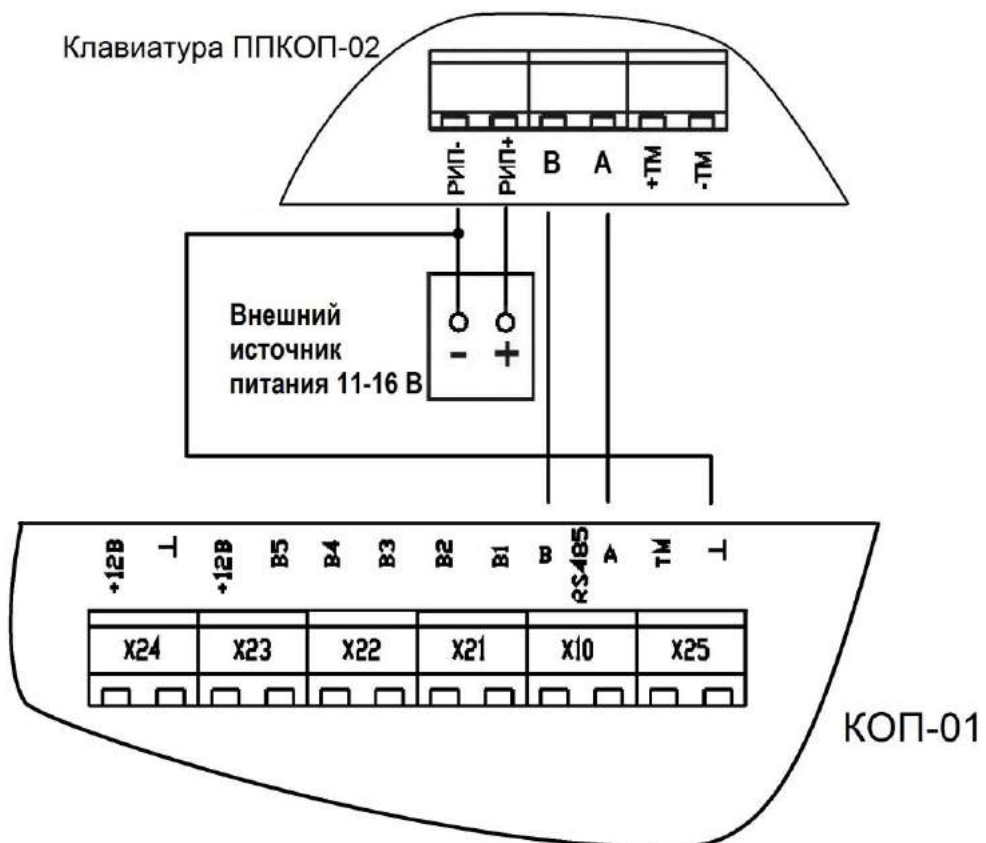 Клавиатура ППКОП-02
РИП-
РИП+
B
A
+ТМ
-ТМ
Внешний
источник
питания 11-16 В
-
+
+12В
⊥
+12В
В5
В4
В3
В2
В1
В
RS485
А
ТМ
⊥
X24
X23
X22
X21
X10
X25
КОП-01